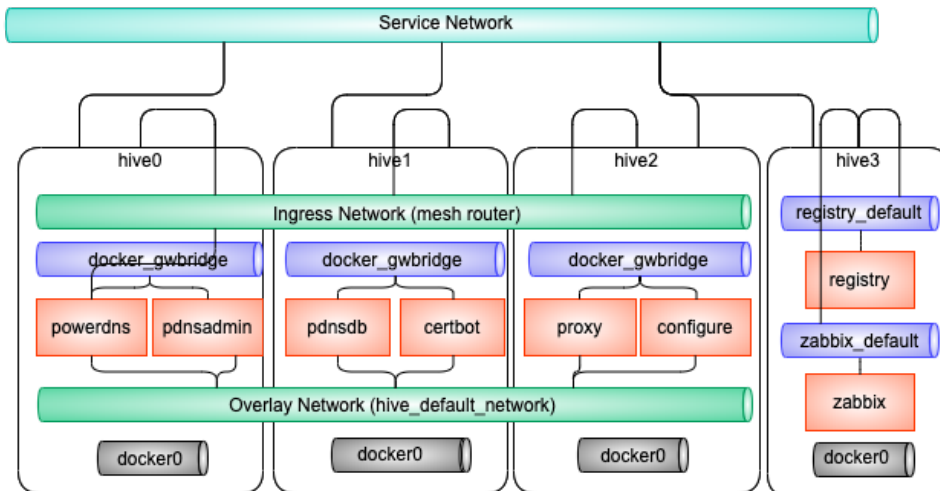 Service Network
hive0
hive1
hive2
hive3
Ingress Network (mesh router)
registry_default
docker_gwbridge
docker_gwbridge
docker_gwbridge
registry
powerdns
pdnsadmin
pdnsdb
certbot
proxy
configure
zabbix_default
Overlay Network (hive_default_network)
zabbix
docker0
docker0
docker0
docker0